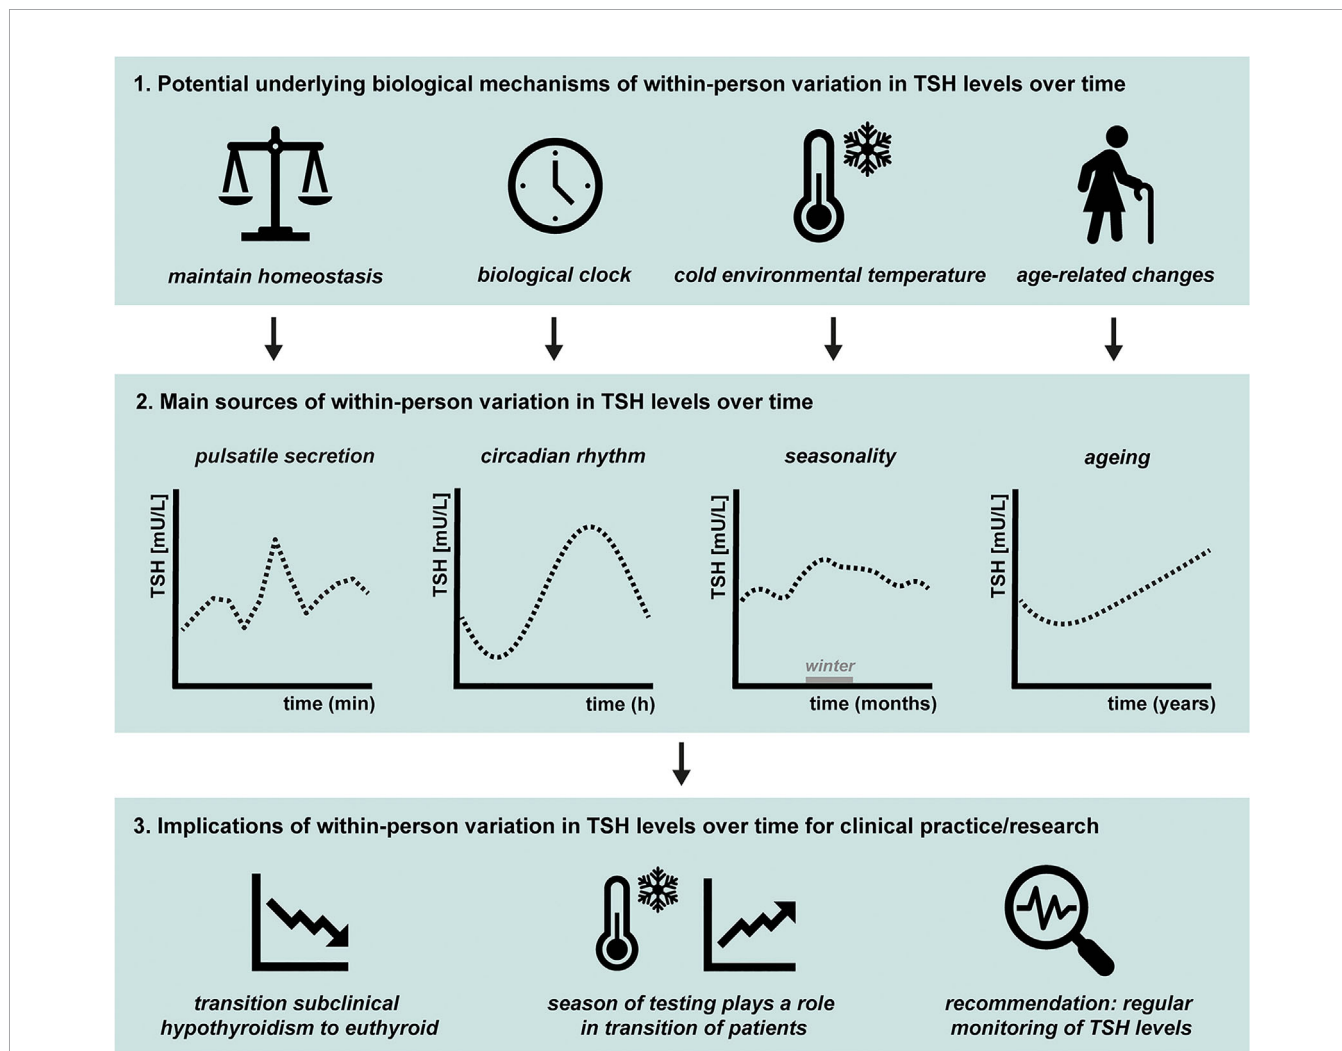 1. Potential underlying biological mechanisms of within-person variation in TSH levels over time
maintain homeostasis
biological clock
cold environmental temperature
age-related changes
2. Main sources of within-person variation in TSH levels over time
pulsatile secretion
circadian rhythm
seasonality
ageing
TSH [mU/L]
time (min)
TSH [mU/L]
time (h)
TSH [mU/L]
winter
time (months)
TSH [mU/L]
time (years)
3. Implications of within-person variation in TSH levels over time for clinical practice/research
transition subclinical
hypothyroidism to euthyroid
season of testing plays a role
in transition of patients
recommendation: regular
monitoring of TSH levels